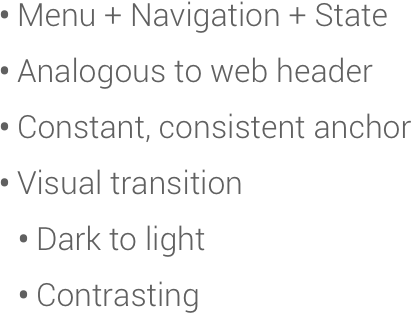 • Menu + Navigation + State
• Analogous to web header
• Constant, consistent anchor
• Visual transition
• Dark to light
• Contrasting